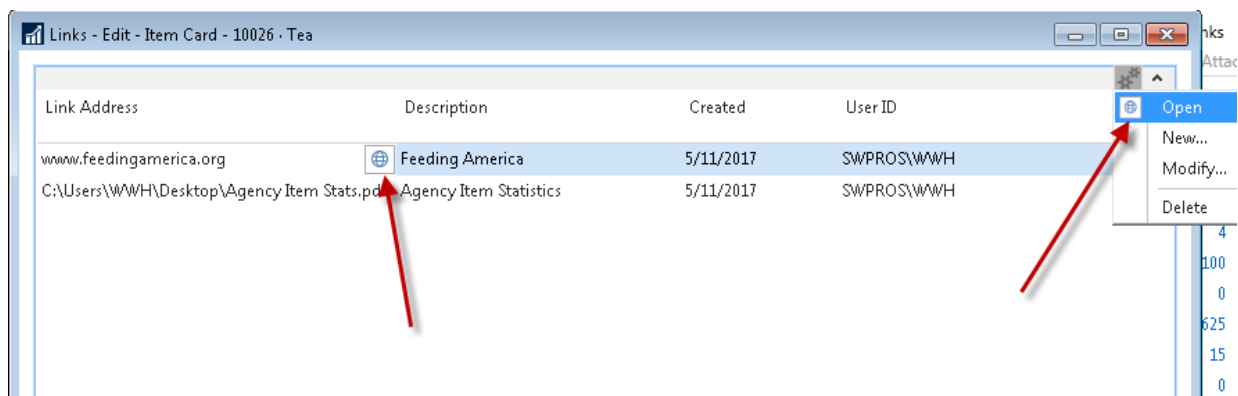 Links - Edit - Item Card - 10026 · Tea
Link Address Description Created User ID
www.feedingamerica.org Feeding America 5/11/2017 SWPROS\WWH
C:\Users\WWH\Desktop\Agency Item Stats.pd Agency Item Statistics 5/11/2017 SWPROS\WWH
Open
New...
Modify...
Delete
nks
Attac
4
100
0
625
15
0